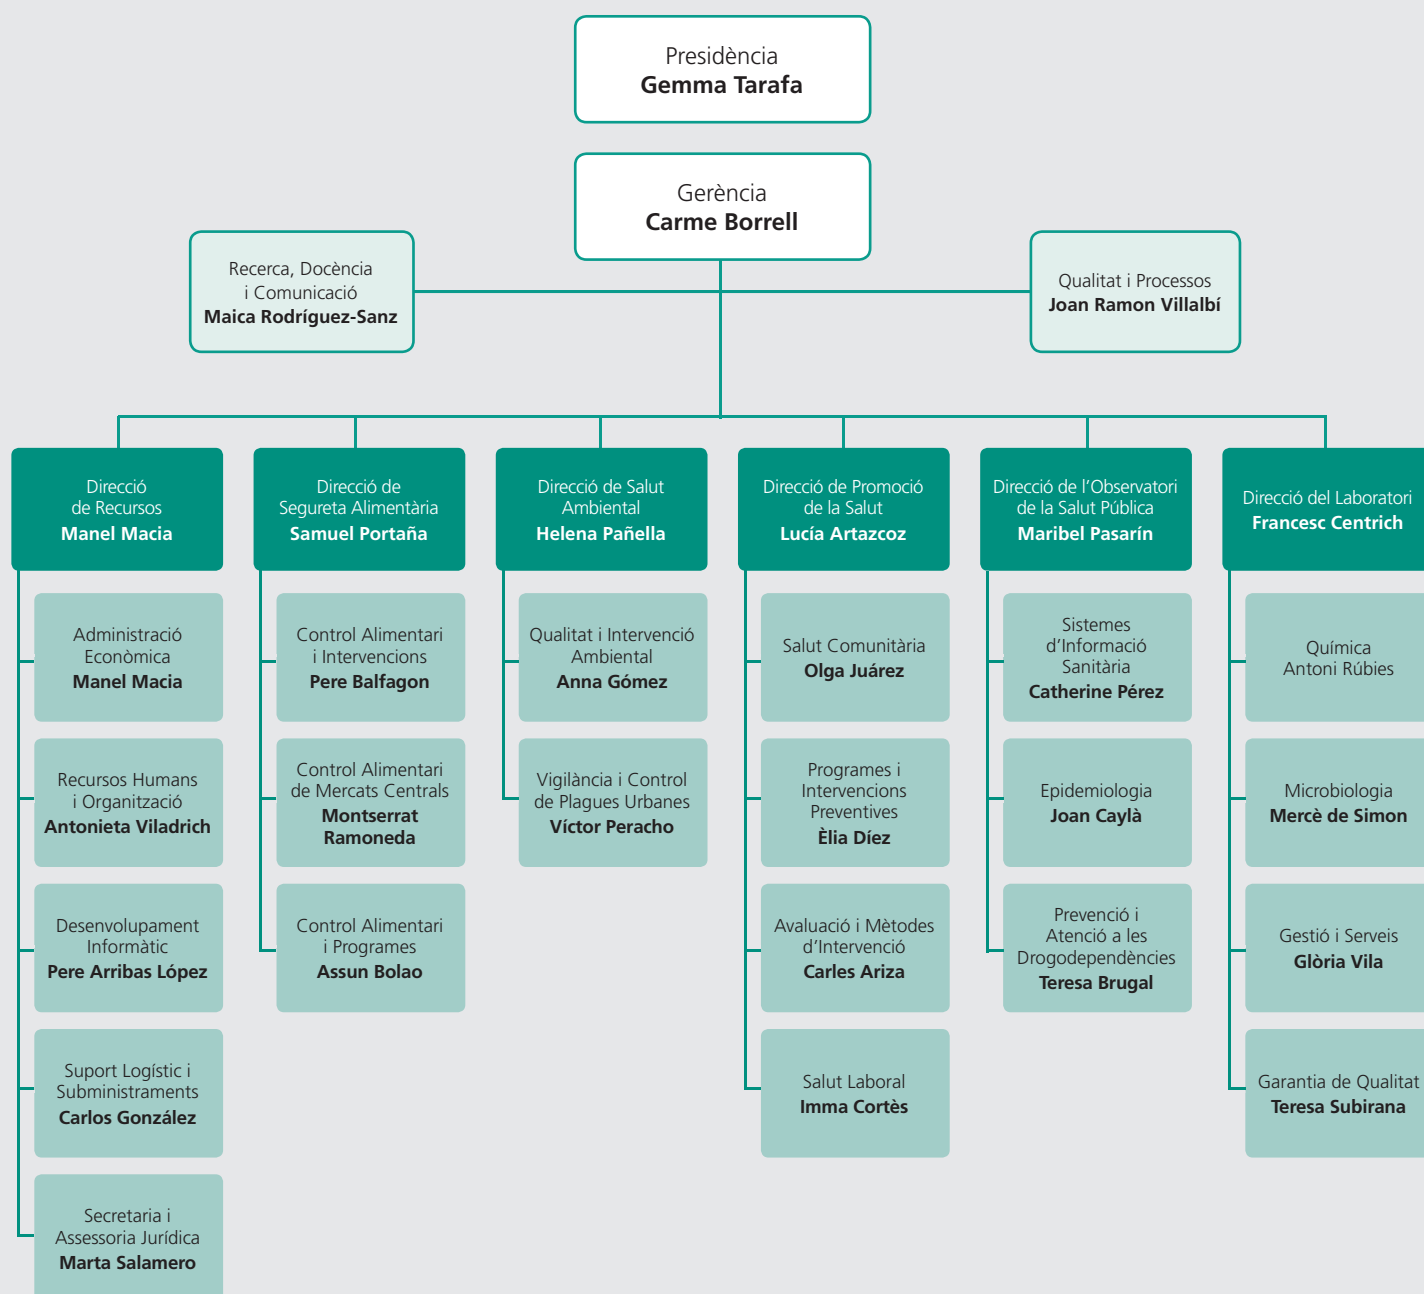 Presidència
Gemma Tarafa
Gerència
Carme Borrell
Recerca, Docència
i Comunicació
Maica Rodríguez-Sanz
Qualitat i Processos
Joan Ramon Villalbí
Direcció
de Recursos
Manel Macia
Direcció de
Segureta Alimentària
Samuel Portaña
Direcció de Salut
Ambiental
Helena Pañella
Direcció de Promoció
de la Salut
Lucía Artazcoz
Direcció de l’Observatori
de la Salut Pública
Maribel Pasarín
Direcció del Laboratori
Francesc Centrich
Administració
Econòmica
Manel Macia
Recursos Humans
i Organització
Antonieta Viladrich
Desenvolupament
Informàtic
Pere Arribas López
Suport Logístic i
Subministraments
Carlos González
Secretaria i
Assessoria Jurídica
Marta Salamero
Control Alimentari
i Intervencions
Pere Balfagon
Control Alimentari
de Mercats Centrals
Montserrat
Ramoneda
Control Alimentari
i Programes
Assun Bolao
Qualitat i Intervenció
Ambiental
Anna Gómez
Vigilància i Control
de Plagues Urbanes
Víctor Peracho
Salut Comunitària
Olga Juárez
Programes i
Intervencions
Preventives
Èlia Díez
Avaluació i Mètodes
d’Intervenció
Carles Ariza
Salut Laboral
Imma Cortès
Sistemes
d’Informació
Sanitària
Catherine Pérez
Epidemiologia
Joan Caylà
Prevenció i
Atenció a les
Drogodependències
Teresa Brugal
Química
Antoni Rúbies
Microbiologia
Mercè de Simon
Gestió i Serveis
Glòria Vila
Garantia de Qualitat
Teresa Subirana